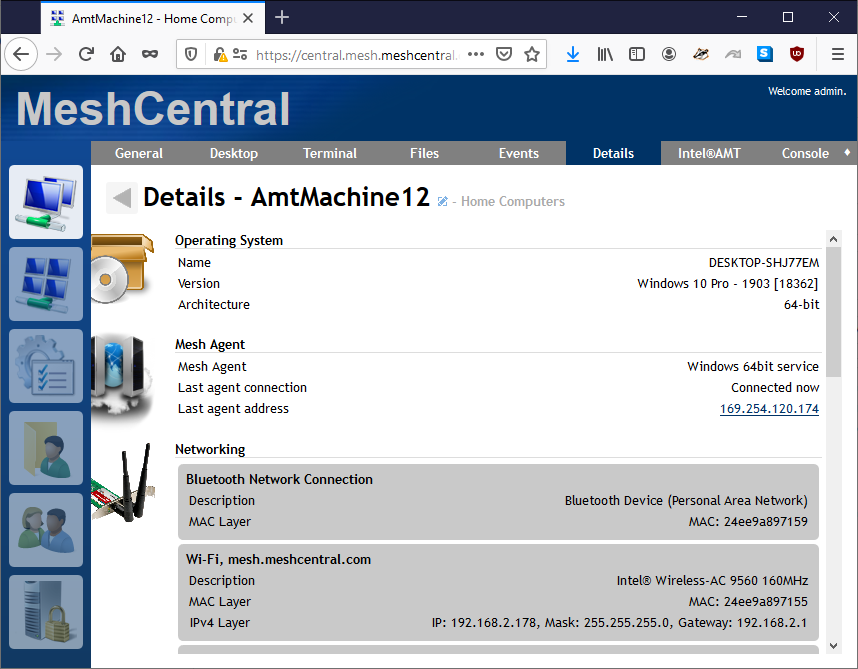 AmtMachine12 - Home Compu
https://central.mesh.meshcentral.
S
MeshCentral
Welcome admin.
General Desktop Terminal Files Events Details Intel®AMT Console
Details - AmtMachine12 - Home Computers
Operating System
Name DESKTOP-SHJ77EM
Version Windows 10 Pro - 1903 [18362]
Architecture 64-bit
Mesh Agent
Mesh Agent Windows 64bit service
Last agent connection Connected now
Last agent address 169.254.120.174
Networking
Bluetooth Network Connection
Description Bluetooth Device (Personal Area Network)
MAC Layer MAC: 24ee9a897159
Wi-Fi, mesh.meshcentral.com
Description Intel® Wireless-AC 9560 160MHz
MAC Layer MAC: 24ee9a897155
IPv4 Layer IP: 192.168.2.178, Mask: 255.255.255.0, Gateway: 192.168.2.1